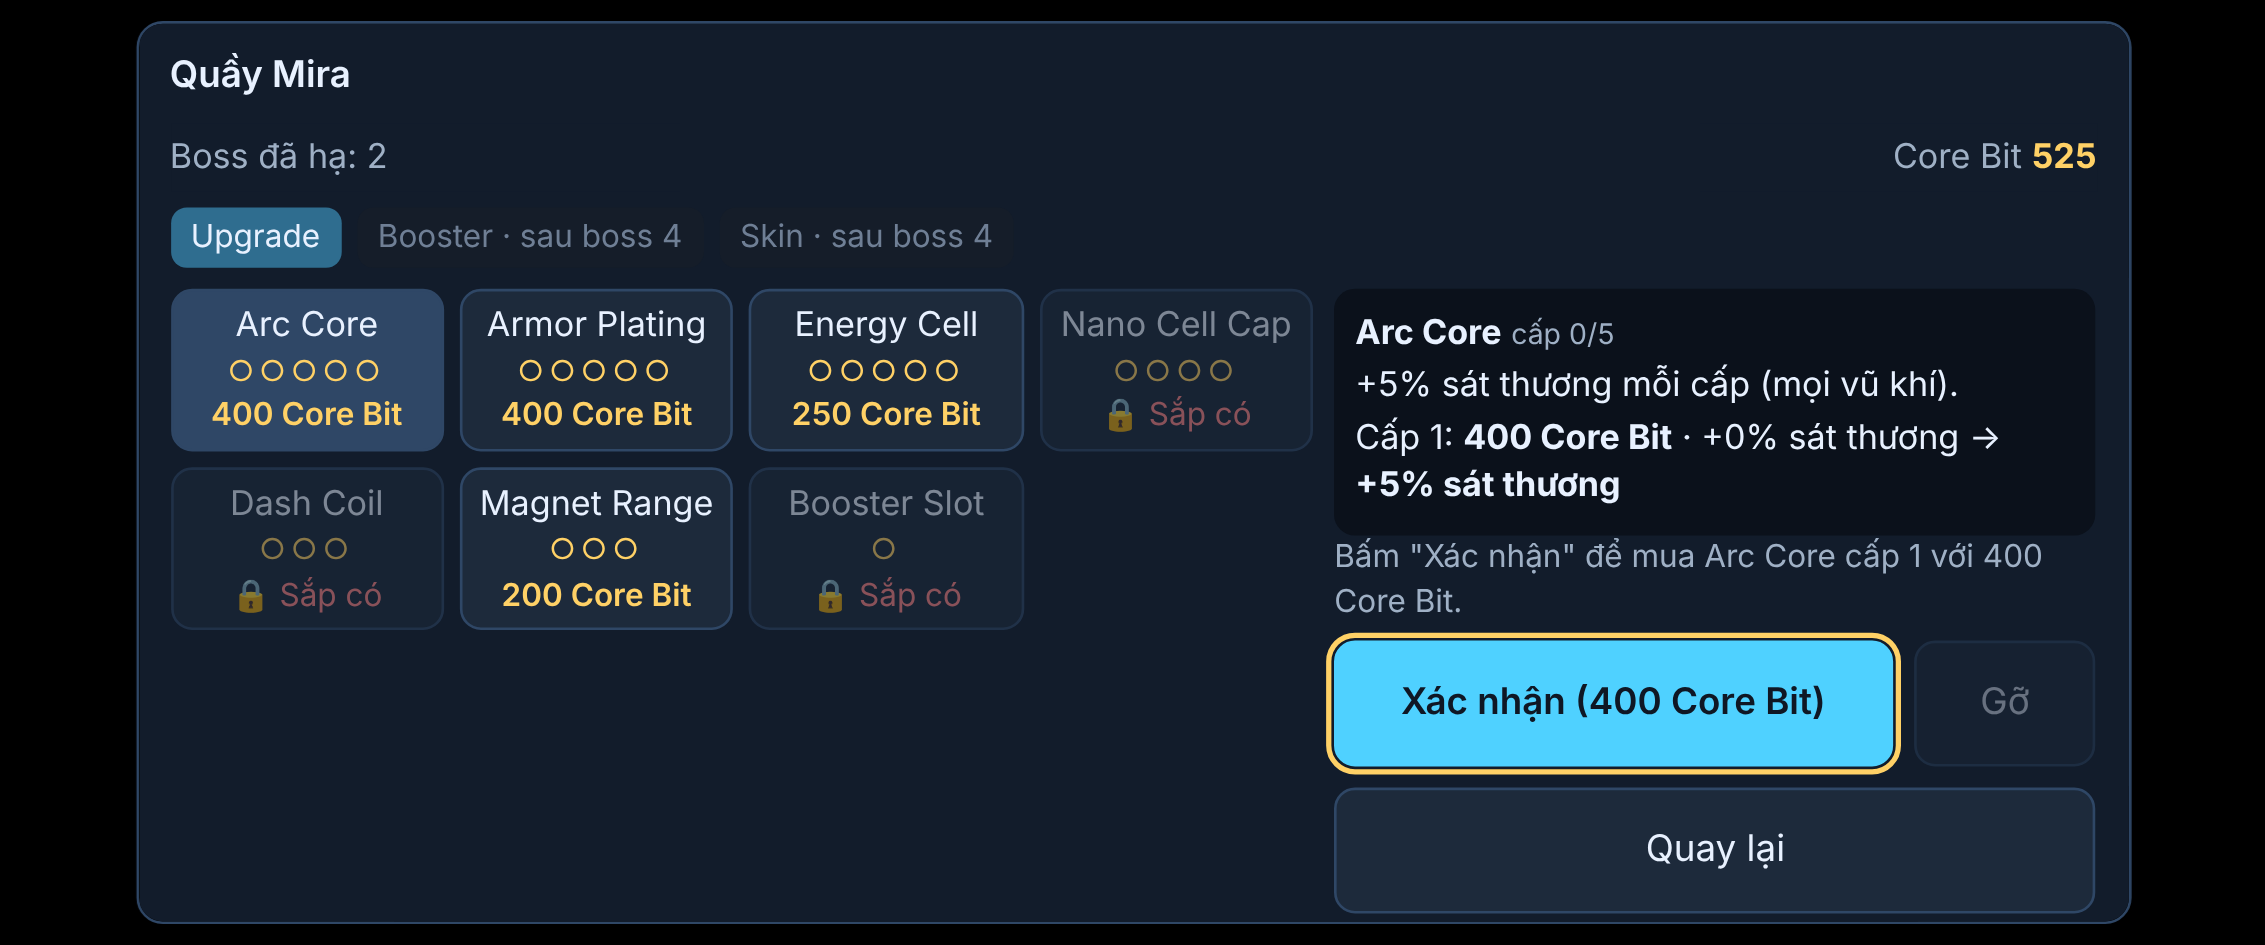 Quầy Mira
Boss đã hạ: 2
Core Bit 525
Upgrade
Booster · sau boss 4
Skin · sau boss 4
Arc Core
400 Core Bit
Armor Plating
400 Core Bit
Energy Cell
250 Core Bit
Nano Cell Cap
Sắp có
Dash Coil
Sắp có
Magnet Range
200 Core Bit
Booster Slot
Sắp có
Arc Core cấp 0/5
+5% sát thương mỗi cấp (mọi vũ khí).
Cấp 1: 400 Core Bit · +0% sát thương →
+5% sát thương
Bấm "Xác nhận" để mua Arc Core cấp 1 với 400
Core Bit.
Xác nhận (400 Core Bit)
Gỡ
Quay lại